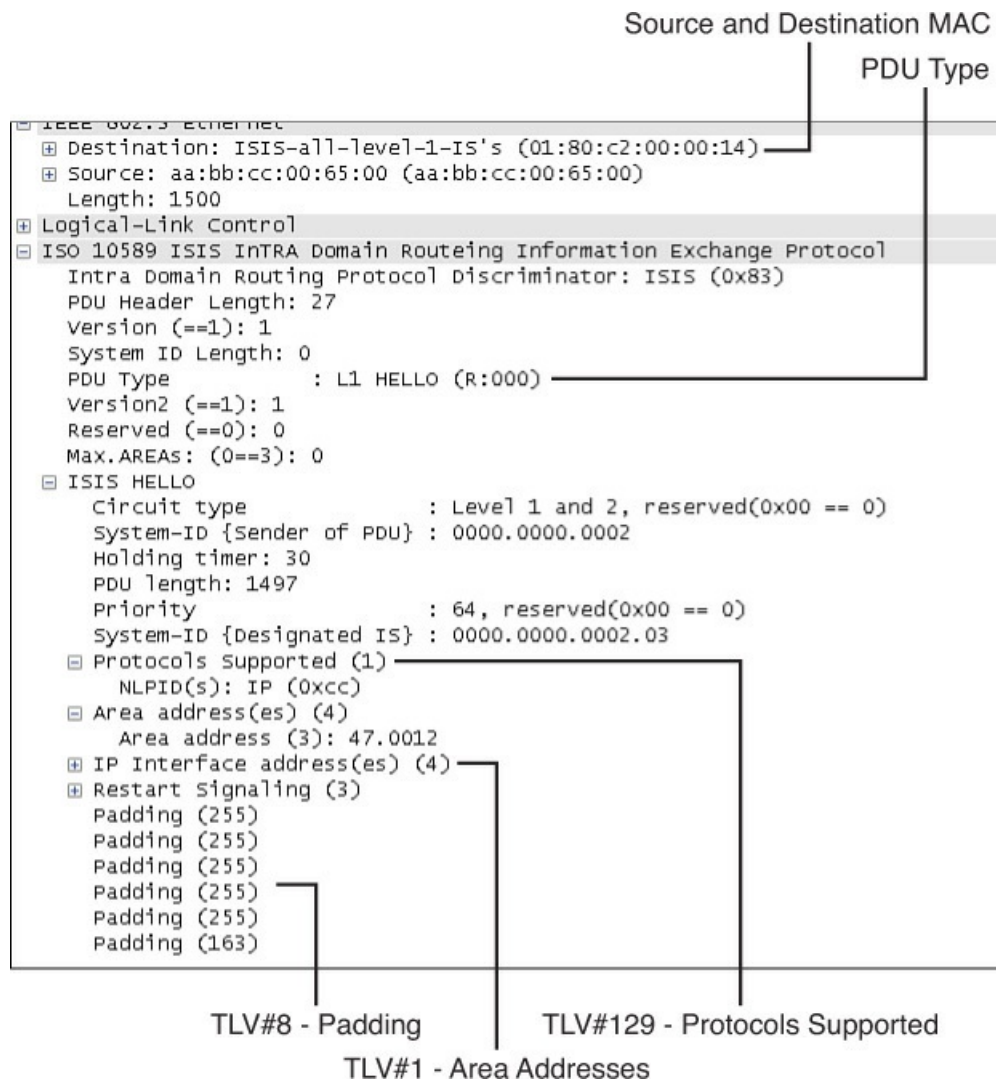 Source and Destination MAC
PDU Type
IEEE 802.3 Ethernet
Destination: ISIS-all-level-1-IS's (01:80:c2:00:00:14)
Source: aa:bb:cc:00:65:00 (aa:bb:cc:00:65:00)
Length: 1500
Logical-Link Control
ISO 10589 ISIS InTRA Domain Routeing Information Exchange Protocol
Intra Domain Routing Protocol Discriminator: ISIS (0x83)
PDU Header Length: 27
Version (==1): 1
System ID Length: 0
PDU Type : L1 HELLO (R:000)
Version2 (==1): 1
Reserved (==0): 0
Max.AREAs: (0==3): 0
ISIS HELLO
Circuit type : Level 1 and 2, reserved(0x00 == 0)
System-ID {Sender of PDU} : 0000.0000.0002
Holding timer: 30
PDU length: 1497
Priority : 64, reserved(0x00 == 0)
System-ID {Designated IS} : 0000.0000.0002.03
Protocols Supported (1)
NLPID(s): IP (0xcc)
Area address(es) (4)
Area address (3): 47.0012
IP Interface address(es) (4)
Restart Signaling (3)
Padding (255)
Padding (255)
Padding (255)
Padding (255)
Padding (255)
Padding (163)
TLV#8 - Padding
TLV#129 - Protocols Supported
TLV#1 - Area Addresses